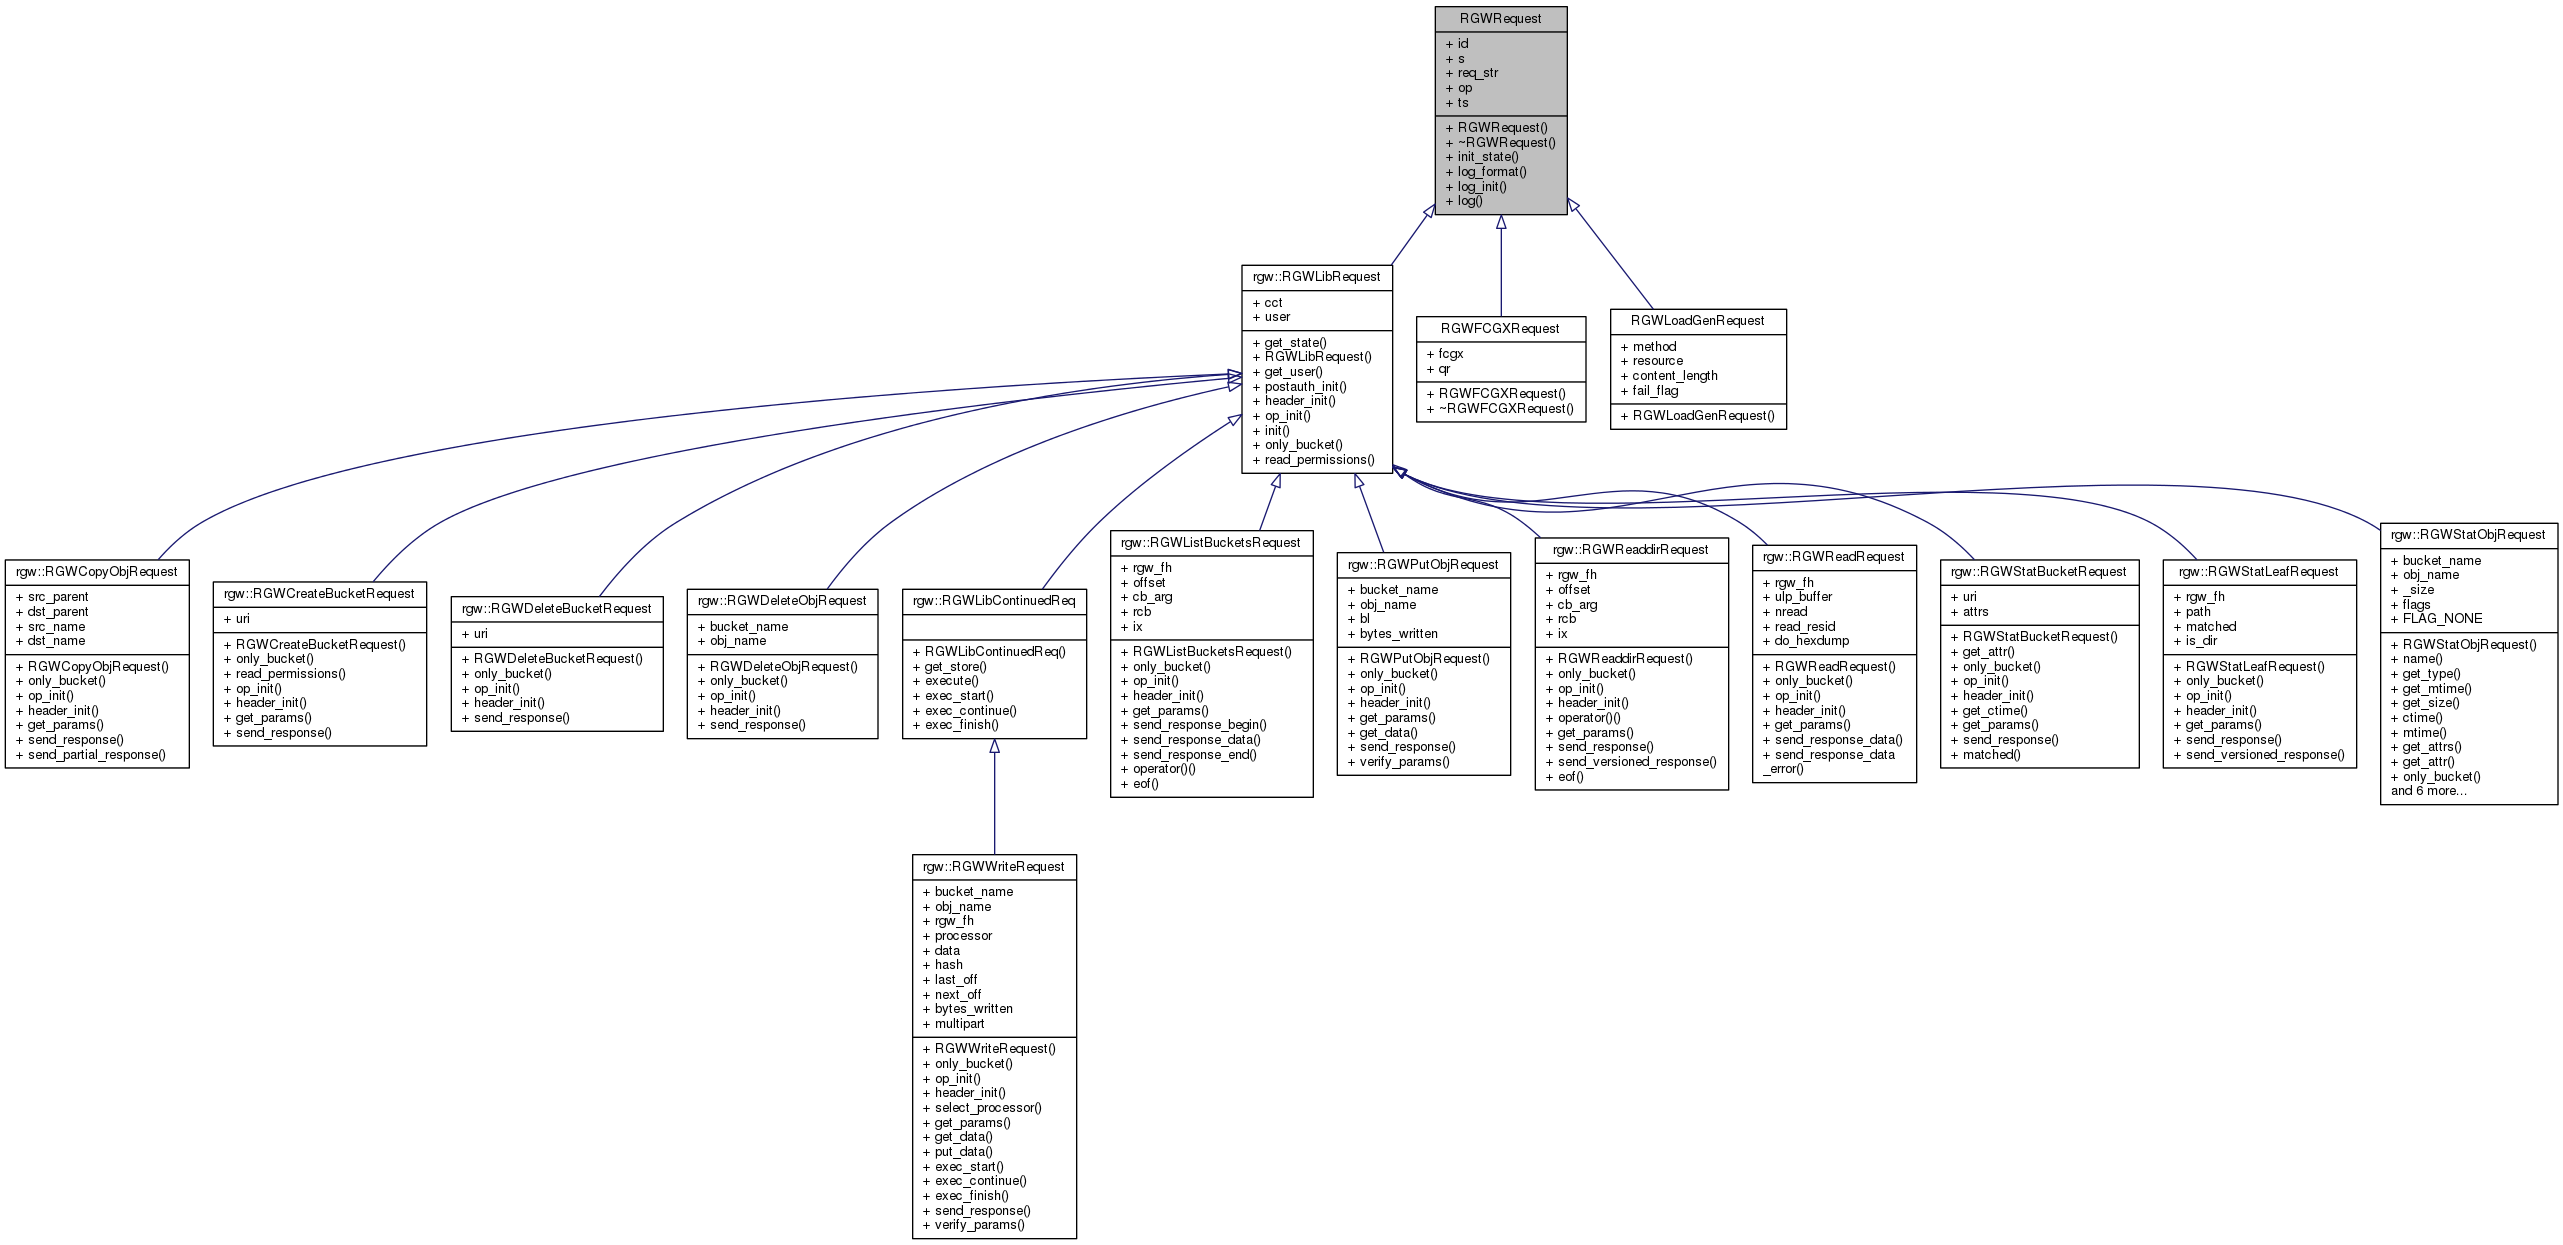 RGWRequest
+ id
+ s
+ req_str
+ op
+ ts
+ RGWRequest()
+ ~RGWRequest()
+ init_state()
+ log_format()
+ log_init()
+ log()
rgw::RGWLibRequest
+ cct
+ user
+ get_state()
+ RGWLibRequest()
+ get_user()
+ postauth_init()
+ header_init()
+ op_init()
+ init()
+ only_bucket()
+ read_permissions()
RGWFCGXRequest
+ fcgx
+ qr
+ RGWFCGXRequest()
+ ~RGWFCGXRequest()
RGWLoadGenRequest
+ method
+ resource
+ content_length
+ fail_flag
+ RGWLoadGenRequest()
rgw::RGWCopyObjRequest
+ src_parent
+ dst_parent
+ src_name
+ dst_name
+ RGWCopyObjRequest()
+ only_bucket()
+ op_init()
+ header_init()
+ get_params()
+ send_response()
+ send_partial_response()
rgw::RGWCreateBucketRequest
+ uri
+ RGWCreateBucketRequest()
+ only_bucket()
+ read_permissions()
+ op_init()
+ header_init()
+ get_params()
+ send_response()
rgw::RGWDeleteBucketRequest
+ uri
+ RGWDeleteBucketRequest()
+ only_bucket()
+ op_init()
+ header_init()
+ send_response()
rgw::RGWDeleteObjRequest
+ bucket_name
+ obj_name
+ RGWDeleteObjRequest()
+ only_bucket()
+ op_init()
+ header_init()
+ send_response()
rgw::RGWLibContinuedReq
+ RGWLibContinuedReq()
+ get_store()
+ execute()
+ exec_start()
+ exec_continue()
+ exec_finish()
rgw::RGWListBucketsRequest
+ rgw_fh
+ offset
+ cb_arg
+ rcb
+ ix
+ RGWListBucketsRequest()
+ only_bucket()
+ op_init()
+ header_init()
+ get_params()
+ send_response_begin()
+ send_response_data()
+ send_response_end()
+ operator()()
+ eof()
rgw::RGWPutObjRequest
+ bucket_name
+ obj_name
+ bl
+ bytes_written
+ RGWPutObjRequest()
+ only_bucket()
+ op_init()
+ header_init()
+ get_params()
+ get_data()
+ send_response()
+ verify_params()
rgw::RGWReaddirRequest
+ rgw_fh
+ offset
+ cb_arg
+ rcb
+ ix
+ RGWReaddirRequest()
+ only_bucket()
+ op_init()
+ header_init()
+ operator()()
+ get_params()
+ send_response()
+ send_versioned_response()
+ eof()
rgw::RGWReadRequest
+ rgw_fh
+ ulp_buffer
+ nread
+ read_resid
+ do_hexdump
+ RGWReadRequest()
+ only_bucket()
+ op_init()
+ header_init()
+ get_params()
+ send_response_data()
+ send_response_data
_error()
rgw::RGWStatBucketRequest
+ uri
+ attrs
+ RGWStatBucketRequest()
+ get_attr()
+ only_bucket()
+ op_init()
+ header_init()
+ get_ctime()
+ get_params()
+ send_response()
+ matched()
rgw::RGWStatLeafRequest
+ rgw_fh
+ path
+ matched
+ is_dir
+ RGWStatLeafRequest()
+ only_bucket()
+ op_init()
+ header_init()
+ get_params()
+ send_response()
+ send_versioned_response()
rgw::RGWStatObjRequest
+ bucket_name
+ obj_name
+ _size
+ flags
+ FLAG_NONE
+ RGWStatObjRequest()
+ name()
+ get_type()
+ get_mtime()
+ get_size()
+ ctime()
+ mtime()
+ get_attrs()
+ get_attr()
+ only_bucket()
and 6 more...
rgw::RGWWriteRequest
+ bucket_name
+ obj_name
+ rgw_fh
+ processor
+ data
+ hash
+ last_off
+ next_off
+ bytes_written
+ multipart
+ RGWWriteRequest()
+ only_bucket()
+ op_init()
+ header_init()
+ select_processor()
+ get_params()
+ get_data()
+ put_data()
+ exec_start()
+ exec_continue()
+ exec_finish()
+ send_response()
+ verify_params()